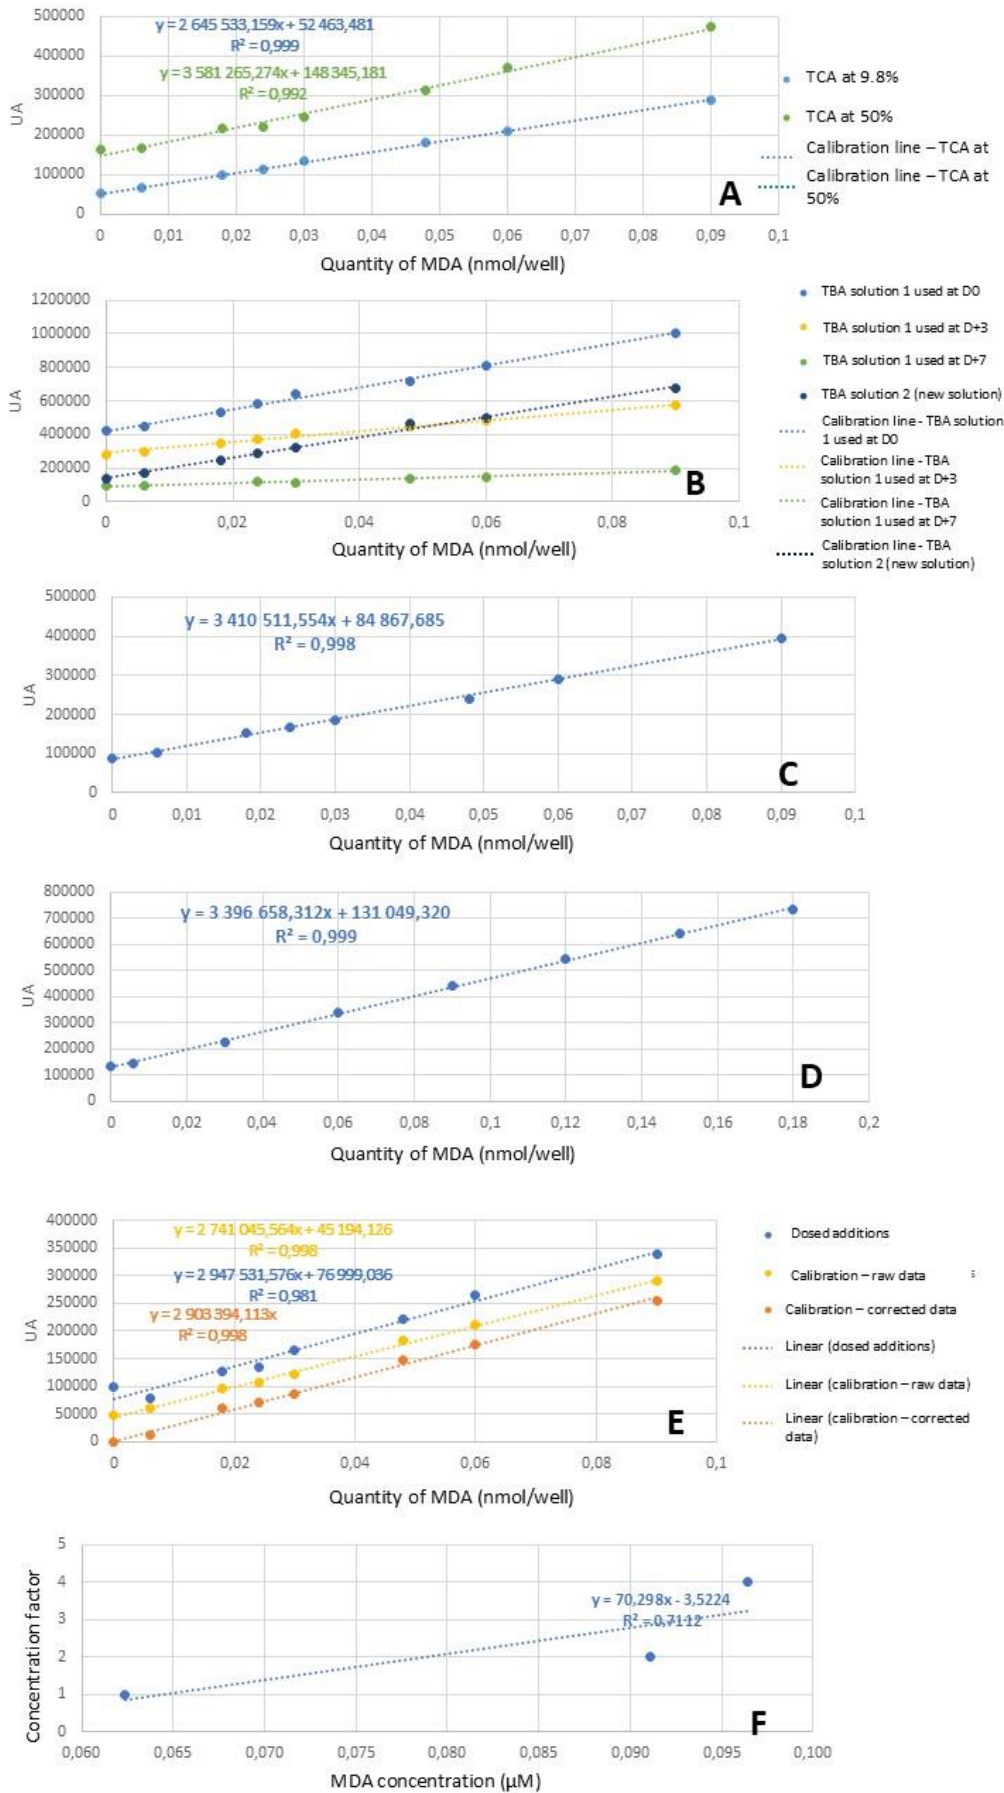 500000
400000
300000
200000
100000
0
UA
y = 2 645 533,159x + 52 463,481
R² = 0,999
y = 3 581 265,274x + 148 345,181
R² = 0,992
A
0 0,01 0,02 0,03 0,04 0,05 0,06 0,07 0,08 0,09 0,1
Quantity of MDA (nmol/well)
TCA at 9.8%
TCA at 50%
Calibration line – TCA at
Calibration line – TCA at
50%
1200000
1000000
800000
600000
400000
200000
0
UA
B
0 0,02 0,04 0,06 0,08 0,1
Quantity of MDA (nmol/well)
TBA solution 1 used at D0
TBA solution 1 used at D+3
TBA solution 1 used at D+7
TBA solution 2 (new solution)
Calibration line - TBA solution
1 used at D0
Calibration line - TBA
solution 1 used at D+3
Calibration line - TBA
solution 1 used at D+7
Calibration line - TBA
solution 2 (new solution)
500000
400000
300000
200000
100000
0
UA
y = 3 410 511,554x + 84 867,685
R² = 0,998
C
0 0,01 0,02 0,03 0,04 0,05 0,06 0,07 0,08 0,09 0,1
Quantity of MDA (nmol/well)
800000
700000
600000
500000
400000
300000
200000
100000
0
UA
y = 3 396 658,312x + 131 049,320
R² = 0,999
D
0 0,02 0,04 0,06 0,08 0,1 0,12 0,14 0,16 0,18 0,2
Quantity of MDA (nmol/well)
400000
350000
300000
250000
200000
150000
100000
50000
0
UA
y = 2 741 045,564x + 45 194,126
R² = 0,998
y = 2 947 531,576x + 76 999,036
R² = 0,981
y = 2 903 394,113x
R² = 0,998
E
0 0,02 0,04 0,06 0,08 0,1
Quantity of MDA (nmol/well)
Dosed additions
Calibration – raw data s
Calibration – corrected data
Linear (dosed additions)
Linear (calibration – raw data)
Linear (calibration – corrected
data)
5
4
3
2
1
0
Concentration factor
y = 70,298x - 3,5224
R² = 0,7112
F
0,060 0,065 0,070 0,075 0,080 0,085 0,090 0,095 0,100
MDA concentration (µM)